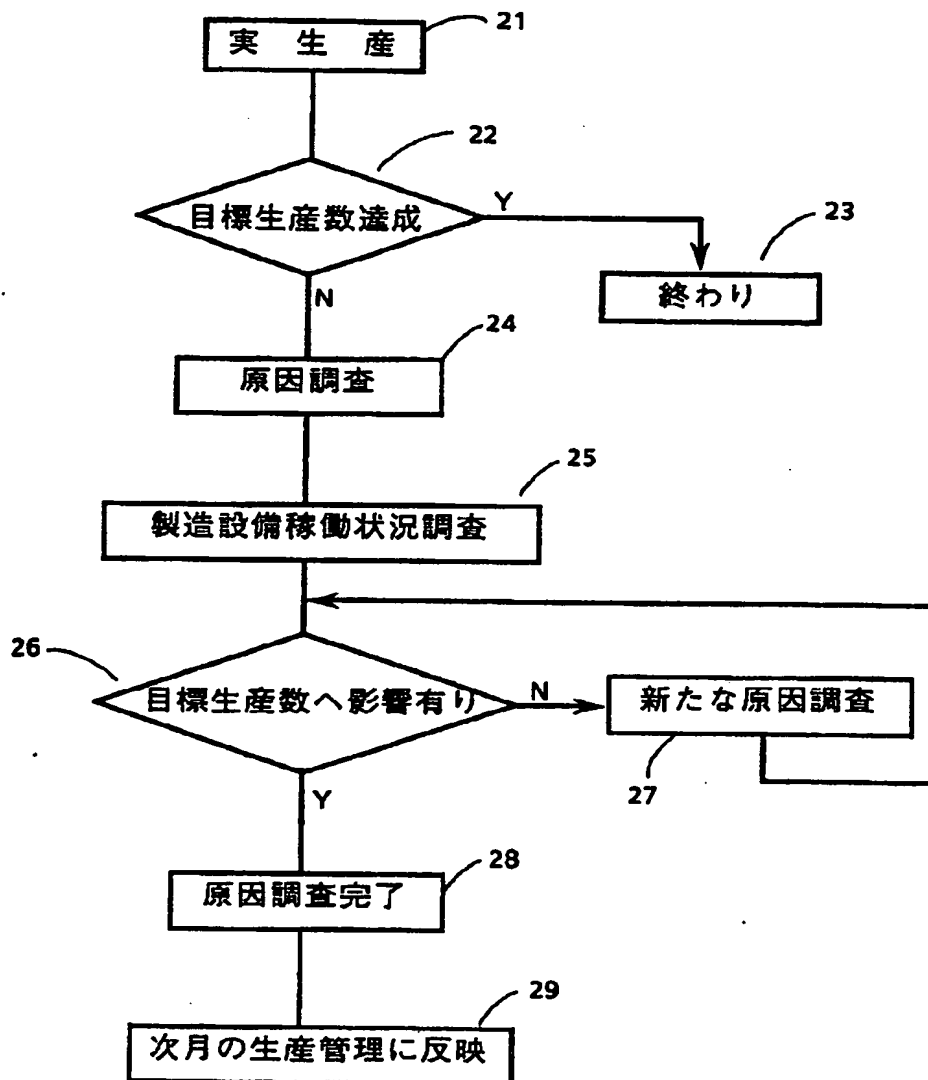 21
実 生 産
22
目標生産数達成
Y
23
終わり
N
24
原因調査
25
製造設備稼働状況調査
26
目標生産数へ影響有り
N
新たな原因調査
27
Y
28
原因調査完了
29
次月の生産管理に反映